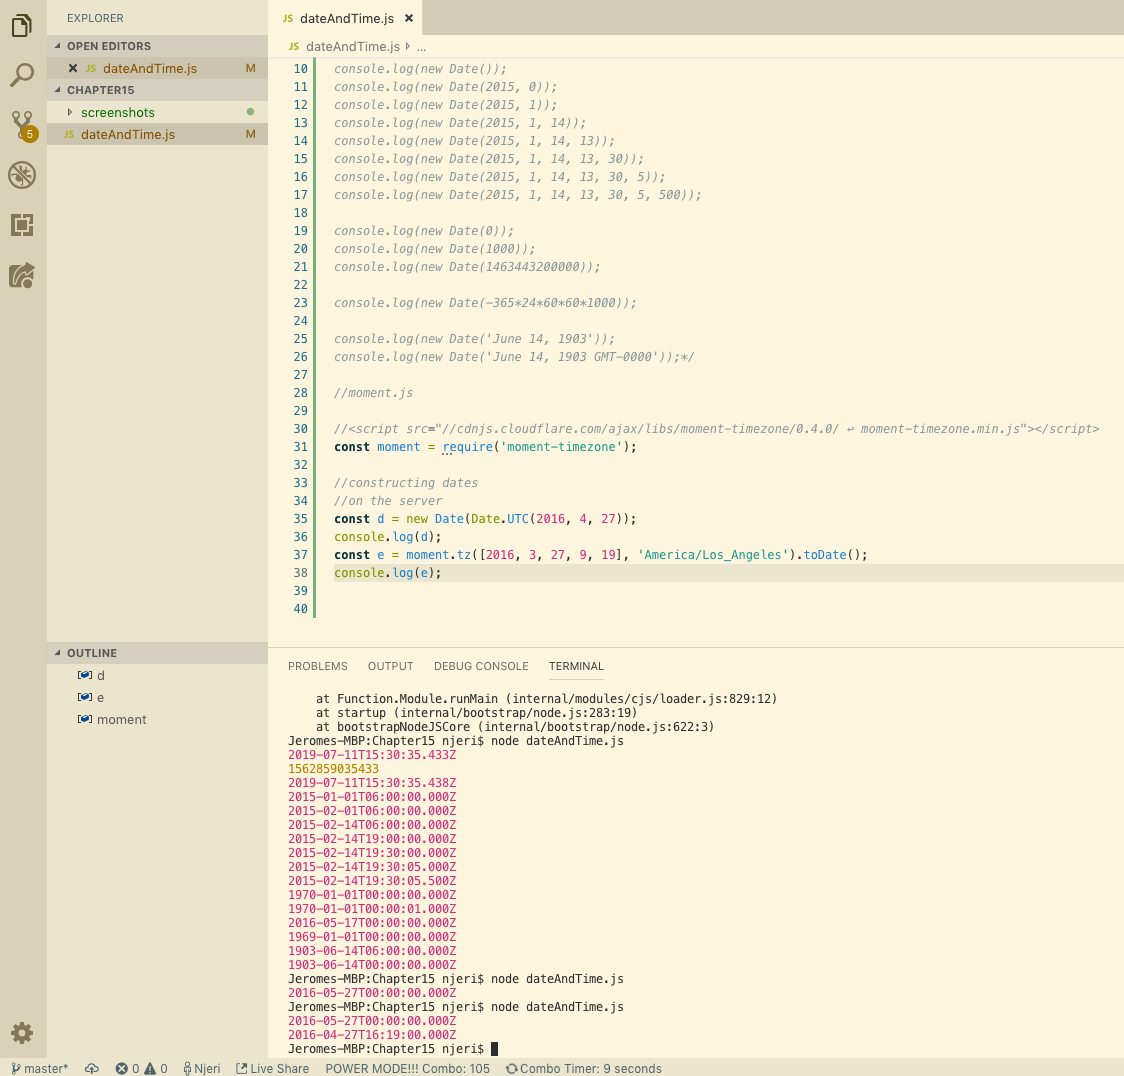 EXPLORER
OPEN EDITORS
JS dateAndTime.js M
CHAPTER15
screenshots
JS dateAndTime.js M
5
OUTLINE
d
e
moment
JS dateAndTime.js
JS dateAndTime.js ...
10 console.log(new Date());
11 console.log(new Date(2015, 0));
12 console.log(new Date(2015, 1));
13 console.log(new Date(2015, 1, 14));
14 console.log(new Date(2015, 1, 14, 13));
15 console.log(new Date(2015, 1, 14, 13, 30));
16 console.log(new Date(2015, 1, 14, 13, 30, 5));
17 console.log(new Date(2015, 1, 14, 13, 30, 5, 500));
18
19 console.log(new Date(0));
20 console.log(new Date(1000));
21 console.log(new Date(1463443200000));
22
23 console.log(new Date(-365*24*60*60*1000));
24
25 console.log(new Date('June 14, 1903'));
26 console.log(new Date('June 14, 1903 GMT-0000'));*/
27
28 //moment.js
29
30 //<script src="//cdnjs.cloudflare.com/ajax/libs/moment-timezone/0.4.0/ ↩ moment-timezone.min.js"></script>
31 const moment = require('moment-timezone');
32
33 //constructing dates
34 //on the server
35 const d = new Date(Date.UTC(2016, 4, 27));
36 console.log(d);
37 const e = moment.tz([2016, 3, 27, 9, 19], 'America/Los_Angeles').toDate();
38 console.log(e);
39
40
PROBLEMS OUTPUT DEBUG CONSOLE TERMINAL
at Function.Module.runMain (internal/modules/cjs/loader.js:829:12)
at startup (internal/bootstrap/node.js:283:19)
at bootstrapNodeJSCore (internal/bootstrap/node.js:622:3)
Jeromes-MBP:Chapter15 njeri$ node dateAndTime.js
2019-07-11T15:30:35.433Z
1562859035433
2019-07-11T15:30:35.438Z
2015-01-01T06:00:00.000Z
2015-02-01T06:00:00.000Z
2015-02-14T06:00:00.000Z
2015-02-14T19:00:00.000Z
2015-02-14T19:30:00.000Z
2015-02-14T19:30:05.000Z
2015-02-14T19:30:05.500Z
1970-01-01T00:00:00.000Z
1970-01-01T00:00:01.000Z
2016-05-17T00:00:00.000Z
1969-01-01T00:00:00.000Z
1903-06-14T06:00:00.000Z
1903-06-14T00:00:00.000Z
Jeromes-MBP:Chapter15 njeri$ node dateAndTime.js
2016-05-27T00:00:00.000Z
Jeromes-MBP:Chapter15 njeri$ node dateAndTime.js
2016-05-27T00:00:00.000Z
2016-04-27T16:19:00.000Z
Jeromes-MBP:Chapter15 njeri$
master* 0 0 Njeri Live Share POWER MODE!!! Combo: 105 Combo Timer: 9 seconds